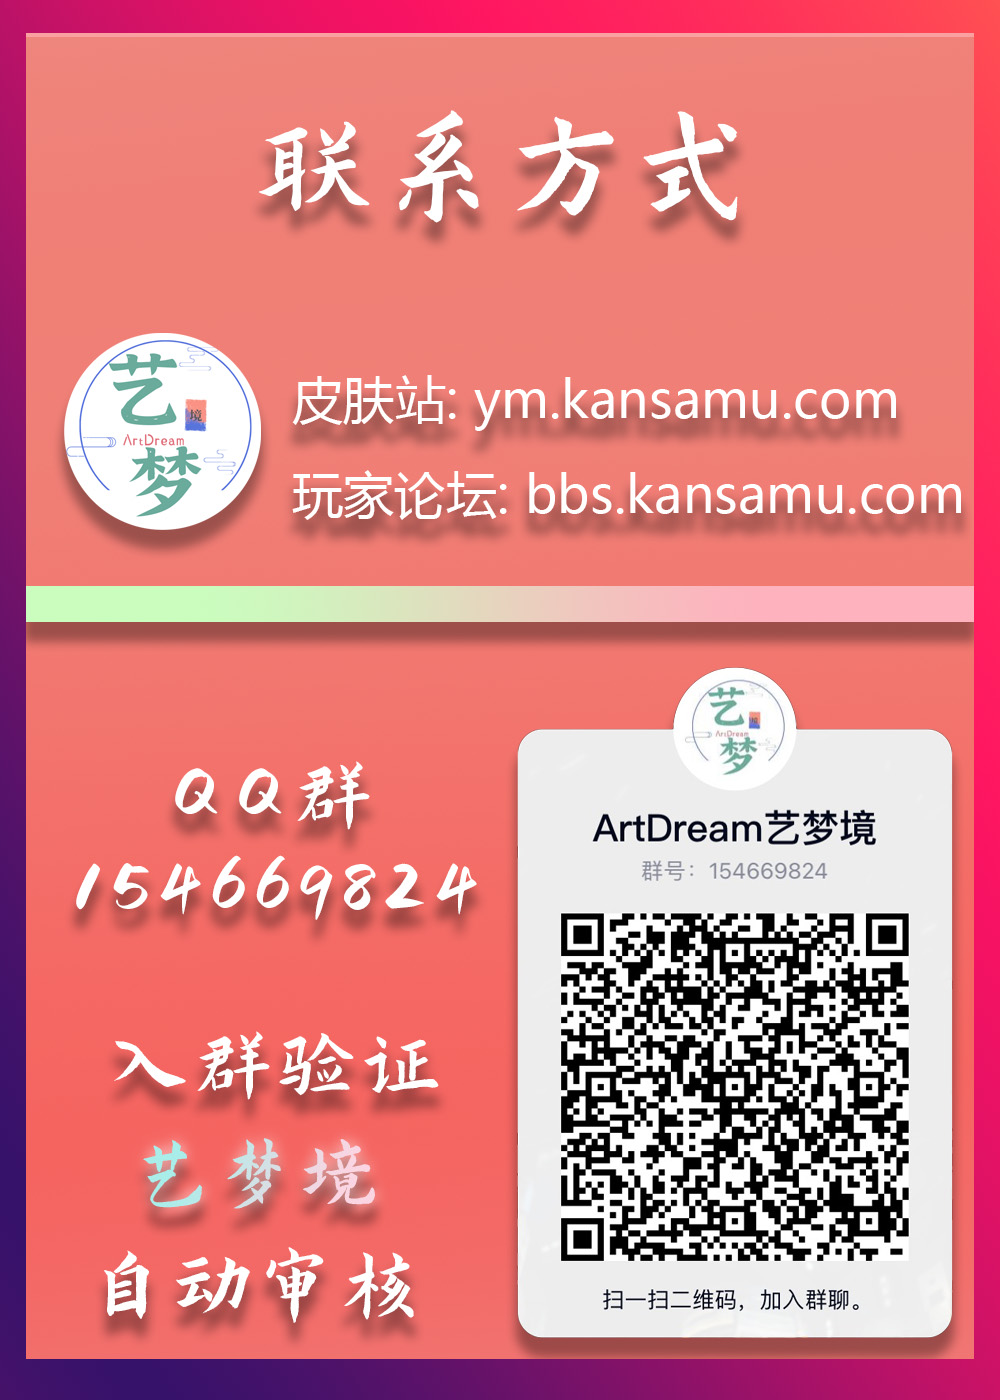 联系方式
艺
境
ArtDream
梦
皮肤站: ym.kansamu.com
玩家论坛: bbs.kansamu.com
QQ群
154669824
入群验证
艺梦境
自动审核
艺
境
ArtDream
梦
ArtDream艺梦境
群号：154669824
扫一扫二维码，加入群聊。